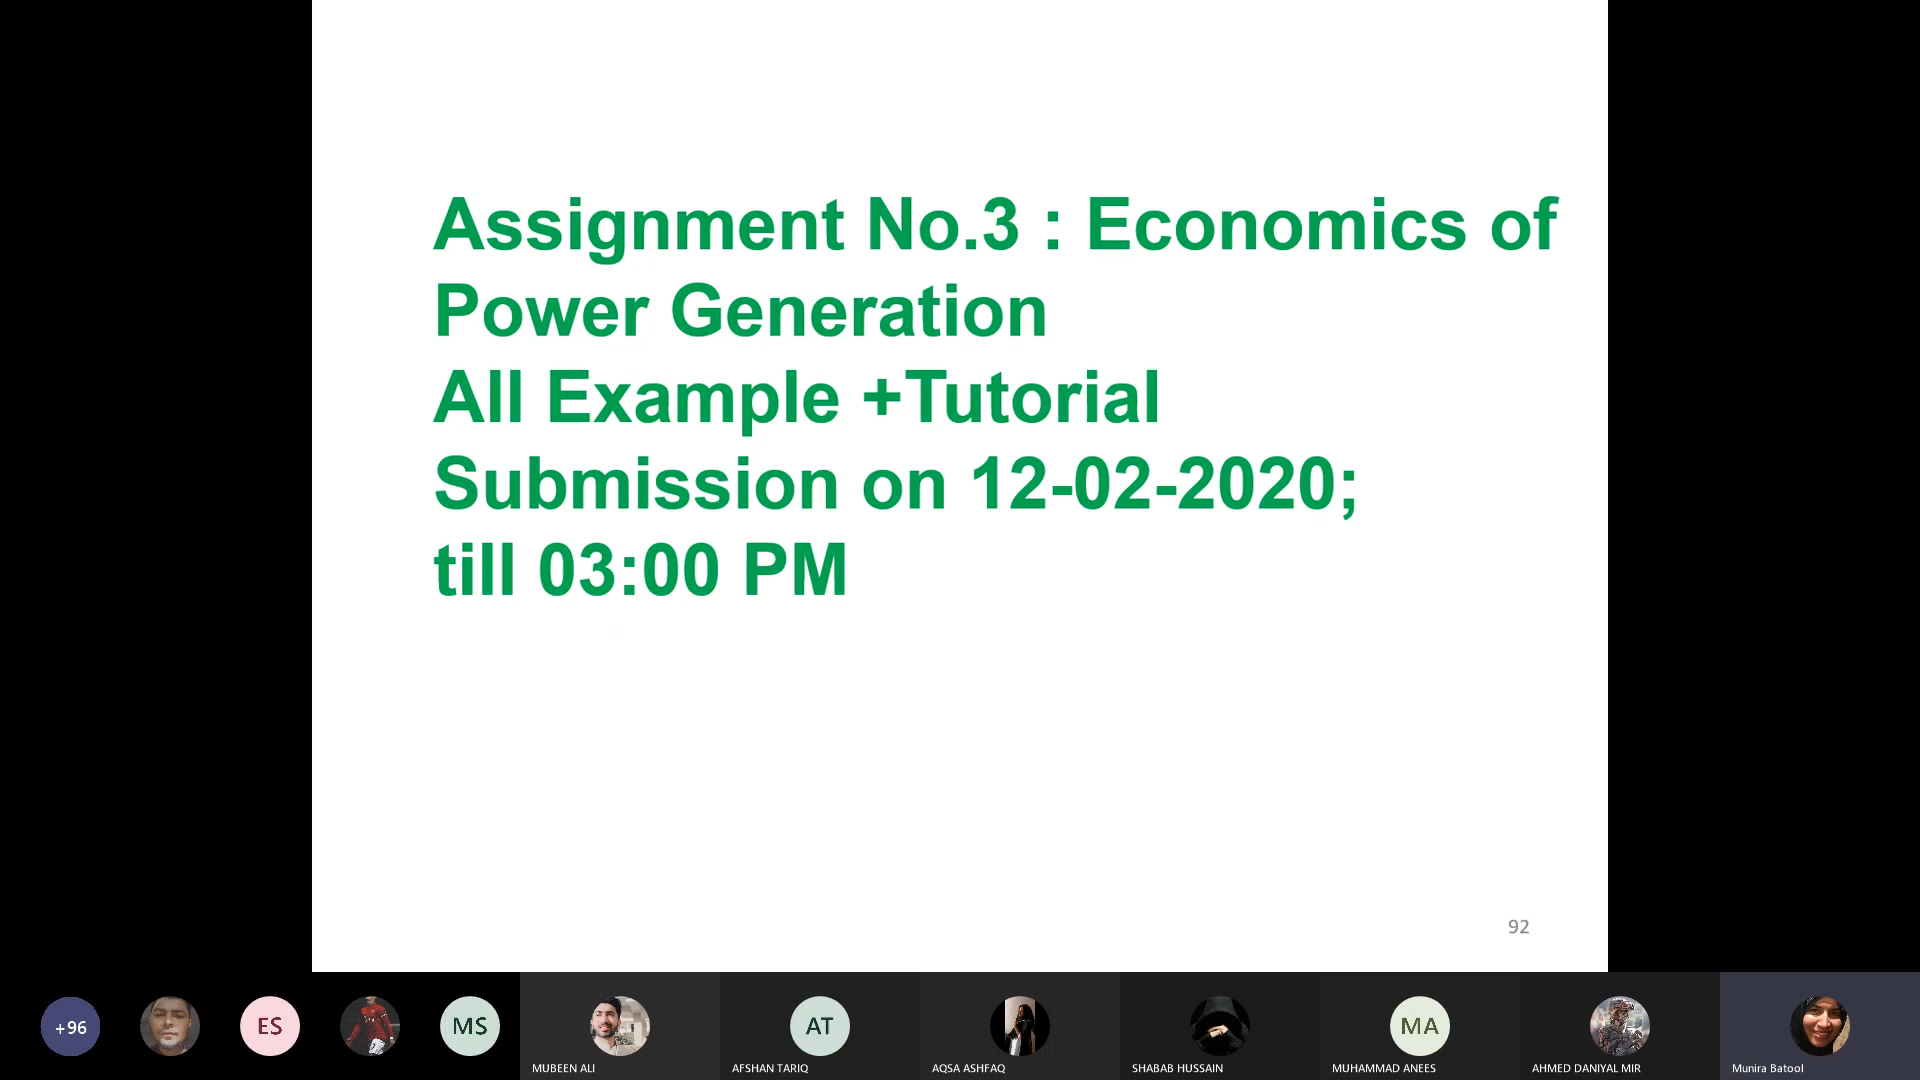 Assignment No.3 : Economics of
Power Generation
All Example +Tutorial
Submission on 12-02-2020;
till 03:00 PM
92
+96
ES
MS
MUBEEN ALI
AT
AFSHAN TARIQ
AQSA ASHFAQ
SHABAB HUSSAIN
MA
MUHAMMAD ANEES
AHMED DANIYAL MIR
Munira Batool